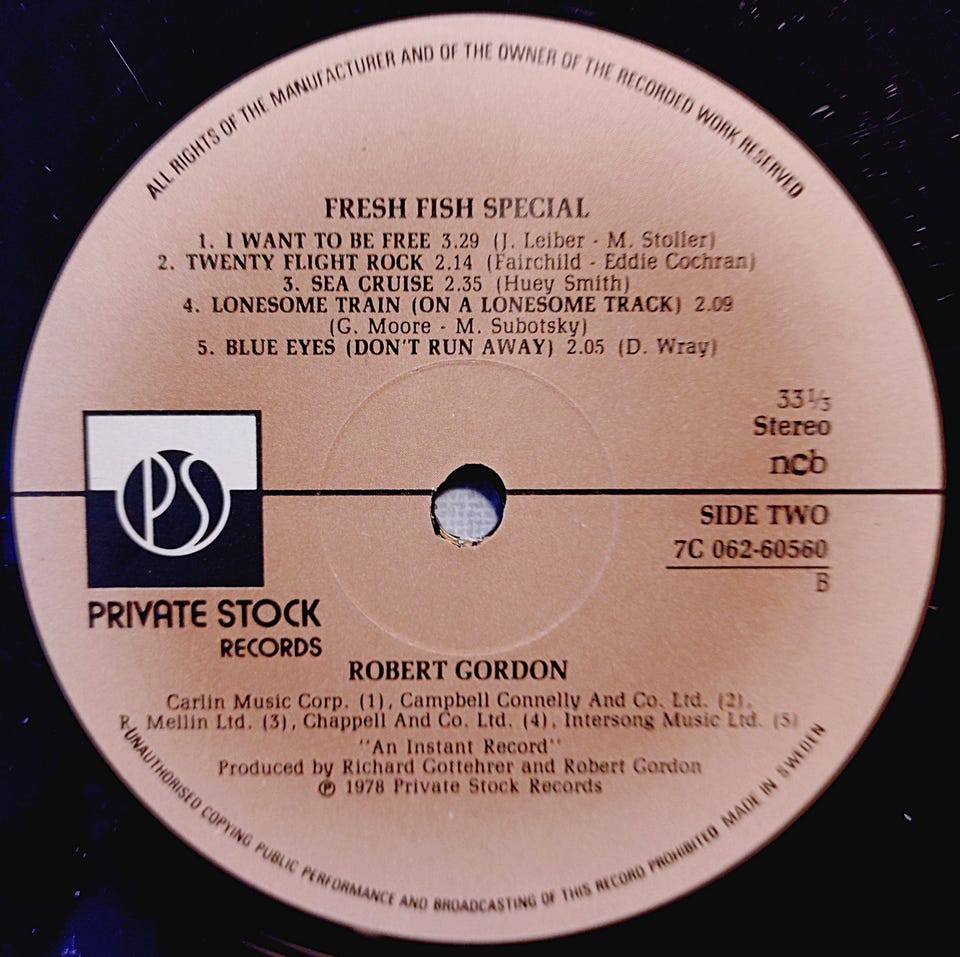 ALL RIGHTS OF THE MANUFACTURER AND OF THE OWNER OF THE RECORDED WORK RESERVED
FRESH FISH SPECIAL
1. I WANT TO BE FREE 3.29 (J. Leiber - M. Stoller)
2. TWENTY FLIGHT ROCK 2.14 (Fairchild - Eddie Cochran)
3. SEA CRUISE 2.35 (Huey Smith)
4. LONESOME TRAIN (ON A LONESOME TRACK) 2.09
(G. Moore - M. Subotsky)
5. BLUE EYES (DON'T RUN AWAY) 2.05 (D. Wray)
33 1/3
Stereo
ncb
PS
SIDE TWO
7C 062-60560
B
PRIVATE STOCK
RECORDS
ROBERT GORDON
Carlin Music Corp. (1), Campbell Connelly And Co. Ltd. (2),
R. Mellin Ltd. (3), Chappell And Co. Ltd. (4), Intersong Music Ltd. (5)
"An Instant Record"
Produced by Richard Gottehrer and Robert Gordon
℗ 1978 Private Stock Records
UNAUTHORISED COPYING PUBLIC PERFORMANCE AND BROADCASTING OF THIS RECORD PROHIBITED MADE IN SWEDEN